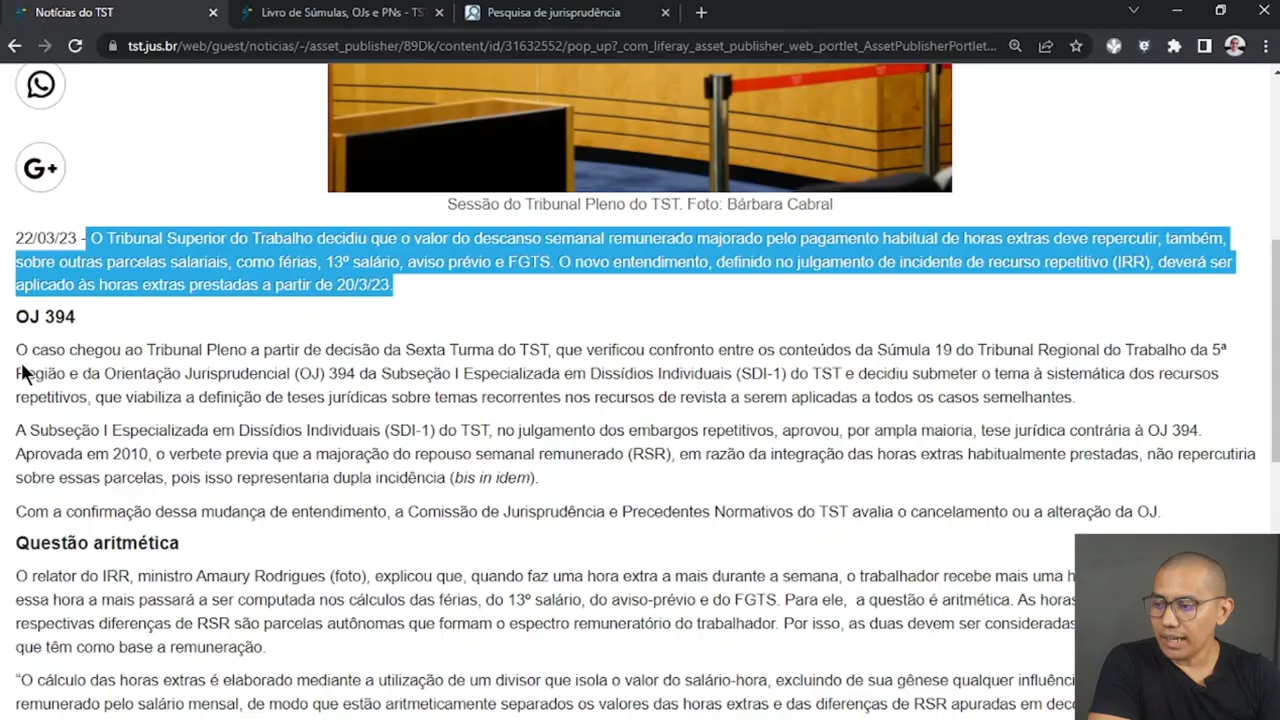 Notícias do TST
Livro de Súmulas, OJs e PNs - TS
Pesquisa de jurisprudência
tst.jus.br/web/guest/noticias/-/asset_publisher/89Dk/content/id/31632552/pop_up?_com_liferay_asset_publisher_web_portlet_AssetPublisherPortlet...
G+
Sessão do Tribunal Pleno do TST. Foto: Bárbara Cabral
22/03/23 - O Tribunal Superior do Trabalho decidiu que o valor do descanso semanal remunerado majorado pelo pagamento habitual de horas extras deve repercutir, também,
sobre outras parcelas salariais, como férias, 13º salário, aviso prévio e FGTS. O novo entendimento, definido no julgamento de incidente de recurso repetitivo (IRR), deverá ser
aplicado às horas extras prestadas a partir de 20/3/23.
OJ 394
O caso chegou ao Tribunal Pleno a partir de decisão da Sexta Turma do TST, que verificou confronto entre os conteúdos da Súmula 19 do Tribunal Regional do Trabalho da 5ª
Região e da Orientação Jurisprudencial (OJ) 394 da Subseção I Especializada em Dissídios Individuais (SDI-1) do TST e decidiu submeter o tema à sistemática dos recursos
repetitivos, que viabiliza a definição de teses jurídicas sobre temas recorrentes nos recursos de revista a serem aplicadas a todos os casos semelhantes.
A Subseção I Especializada em Dissídios Individuais (SDI-1) do TST, no julgamento dos embargos repetitivos, aprovou, por ampla maioria, tese jurídica contrária à OJ 394.
Aprovada em 2010, o verbete previa que a majoração do repouso semanal remunerado (RSR), em razão da integração das horas extras habitualmente prestadas, não repercutiria
sobre essas parcelas, pois isso representaria dupla incidência (bis in idem).
Com a confirmação dessa mudança de entendimento, a Comissão de Jurisprudência e Precedentes Normativos do TST avalia o cancelamento ou a alteração da OJ.
Questão aritmética
O relator do IRR, ministro Amaury Rodrigues (foto), explicou que, quando faz uma hora extra a mais durante a semana, o trabalhador recebe mais uma h
essa hora a mais passará a ser computada nos cálculos das férias, do 13º salário, do aviso-prévio e do FGTS. Para ele, a questão é aritmética. As horas
respectivas diferenças de RSR são parcelas autônomas que formam o espectro remuneratório do trabalhador. Por isso, as duas devem ser consideradas
que têm como base a remuneração.
“O cálculo das horas extras é elaborado mediante a utilização de um divisor que isola o valor do salário-hora, excluindo de sua gênese qualquer influênci
remunerado pelo salário mensal, de modo que estão aritmeticamente separados os valores das horas extras e das diferenças de RSR apuradas em deco